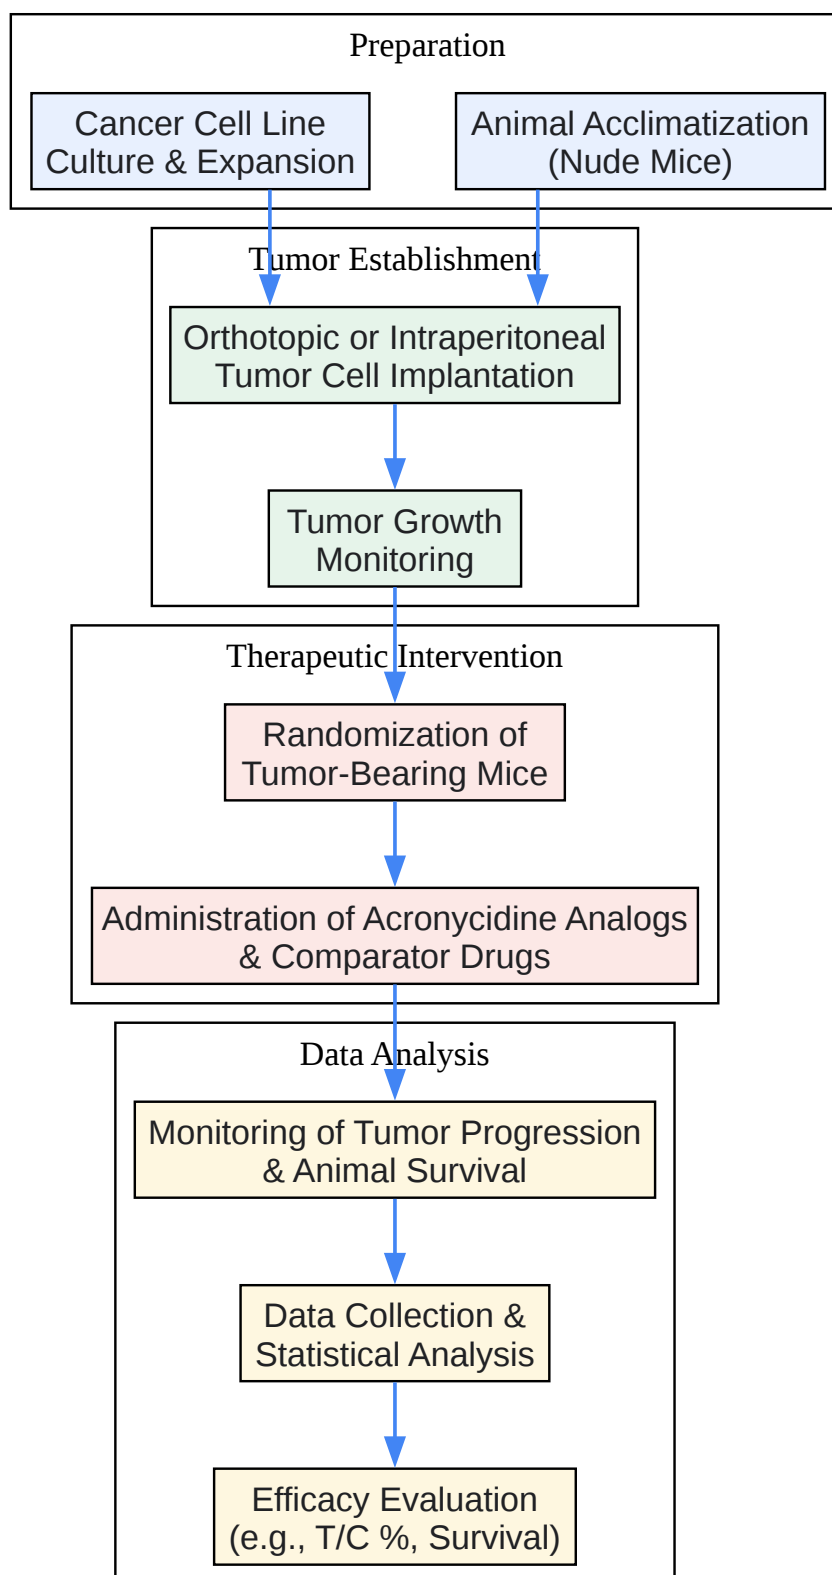 Preparation
Cancer Cell Line
Culture & Expansion
Animal Acclimatization
(Nude Mice)
Tumor Establishment
Orthotopic or Intraperitoneal
Tumor Cell Implantation
Tumor Growth
Monitoring
Therapeutic Intervention
Randomization of
Tumor-Bearing Mice
Administration of Acronycidine Analogs
& Comparator Drugs
Data Analysis
Monitoring of Tumor Progression
& Animal Survival
Data Collection &
Statistical Analysis
Efficacy Evaluation
(e.g., T/C %, Survival)